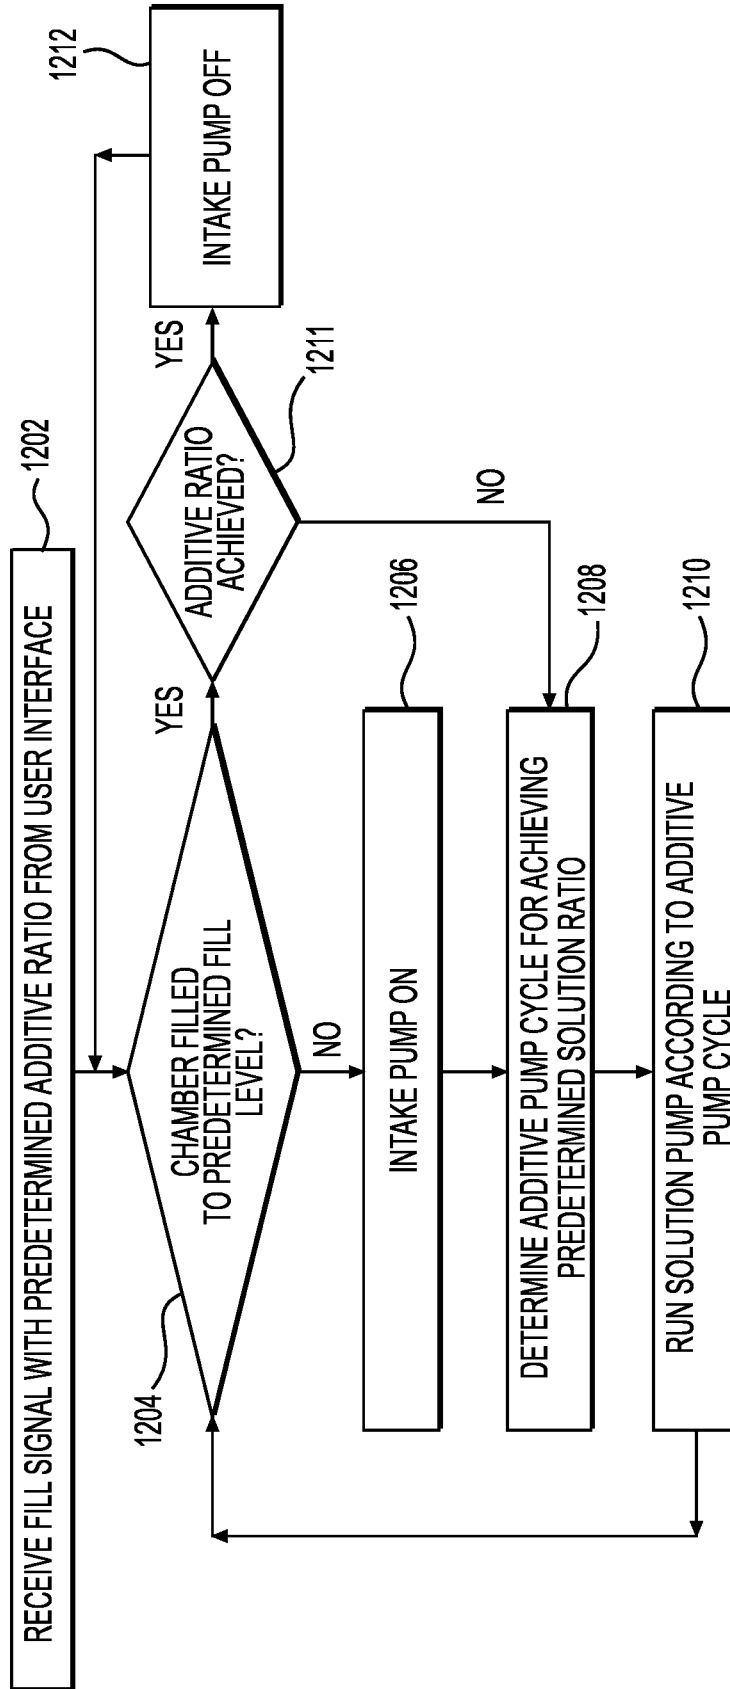 1202
RECEIVE FILL SIGNAL WITH PREDETERMINED ADDITIVE RATIO FROM USER INTERFACE
1204
CHAMBER FILLED
TO PREDETERMINED FILL
LEVEL?
YES
ADDITIVE RATIO
ACHIEVED?
1211
YES
INTAKE PUMP OFF
1212
NO
NO
INTAKE PUMP ON
1206
DETERMINE ADDITIVE PUMP CYCLE FOR ACHIEVING
PREDETERMINED SOLUTION RATIO
1208
RUN SOLUTION PUMP ACCORDING TO ADDITIVE
PUMP CYCLE
1210